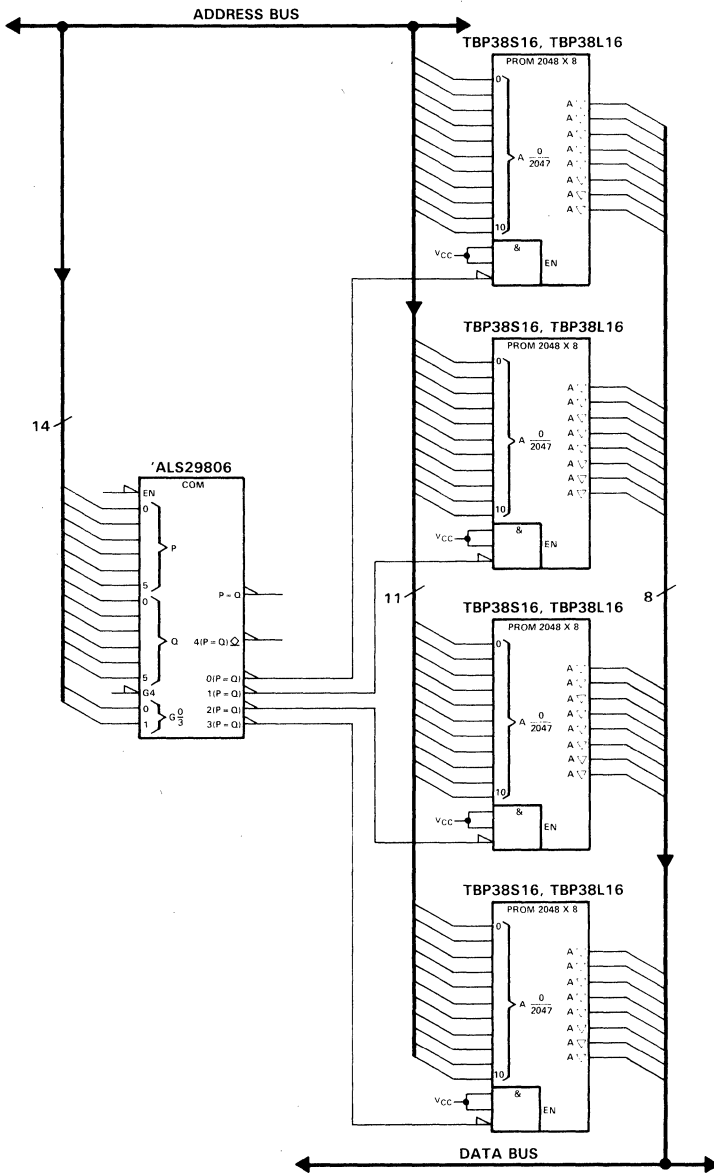 ADDRESS BUS
TBP38S16, TBP38L16
PROM 2048 X 8
0
A
A
A
A
A
A
A
A
A 0/2047
10
&
VCC
EN
TBP38S16, TBP38L16
PROM 2048 X 8
0
A
A
A
A
A
A
A
A
A 0/2047
10
&
VCC
EN
14
'ALS29806
COM
EN
0
P
5
0
Q
5
G4
0
1
G 0/3
P = Q
4(P = Q)
0(P = Q)
1(P = Q)
2(P = Q)
3(P = Q)
11
8
TBP38S16, TBP38L16
PROM 2048 X 8
0
A
A
A
A
A
A
A
A
A 0/2047
10
&
VCC
EN
TBP38S16, TBP38L16
PROM 2048 X 8
0
A
A
A
A
A
A
A
A
A 0/2047
10
&
VCC
EN
DATA BUS